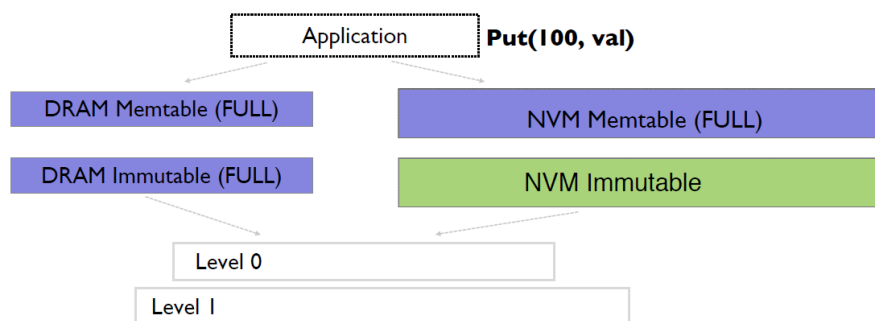 Application
Put(100, val)
DRAM Memtable (FULL)
NVM Memtable (FULL)
DRAM Immutable (FULL)
NVM Immutable
Level 0
Level 1